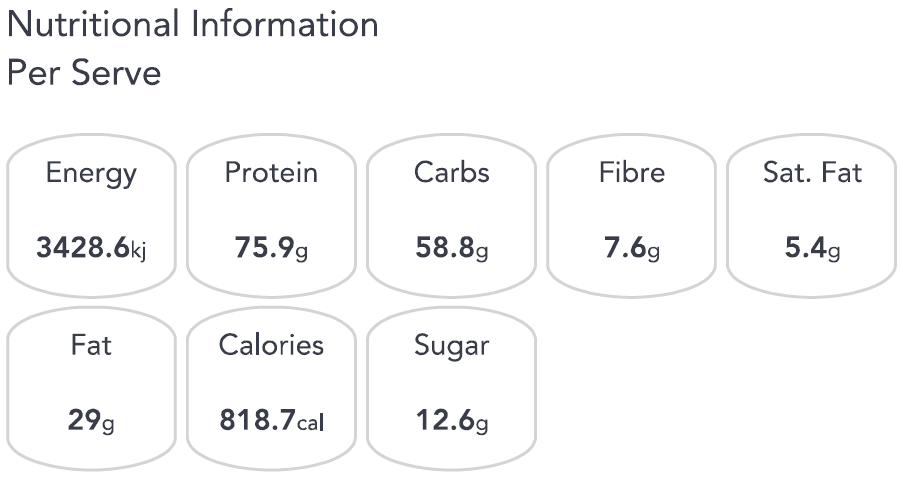 Nutritional Information
Per Serve
Energy Protein Carbs Fibre Sat. Fat
3428.6kj 75.9g 58.8g 7.6g 5.4g
Fat Calories Sugar
29g 818.7cal 12.6g